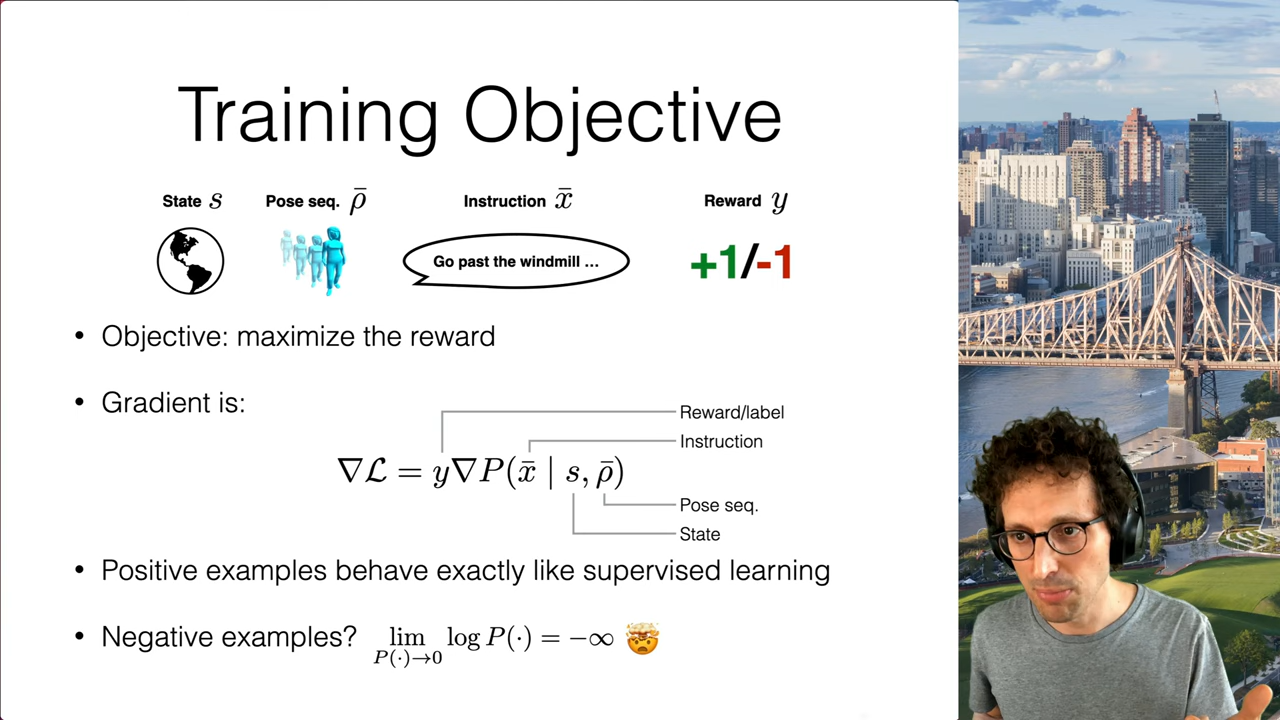 Training Objective
State s Pose seq. ρ̄ Instruction x̄ Reward y
Go past the windmill ...
+1/-1
• Objective: maximize the reward
• Gradient is:
Reward/label
Instruction
∇ℒ = y∇P(x̄ | s, ρ̄)
Pose seq.
State
• Positive examples behave exactly like supervised learning
• Negative examples? lim_{P(·)→0} log P(·) = −∞ 🤯